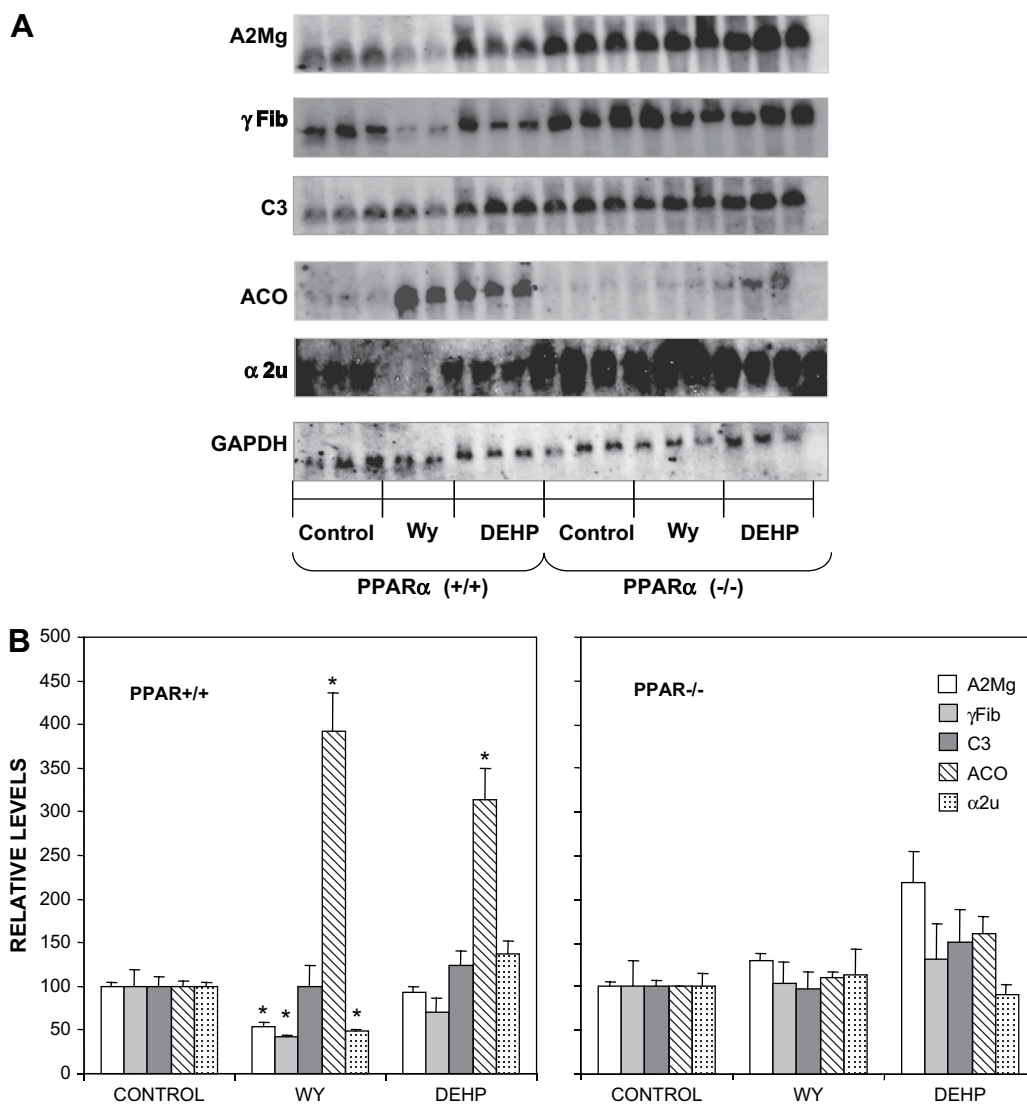 A
A2Mg
γ Fib
C3
ACO
α 2u
GAPDH
Control Wy DEHP Control Wy DEHP
PPARα (+/+) PPARα (-/-)
B
RELATIVE LEVELS
500
450
400
350
300
250
200
150
100
50
0
PPAR+/+
* * * * *
CONTROL WY DEHP
PPAR-/-
A2Mg
γFib
C3
ACO
α2u
CONTROL WY DEHP